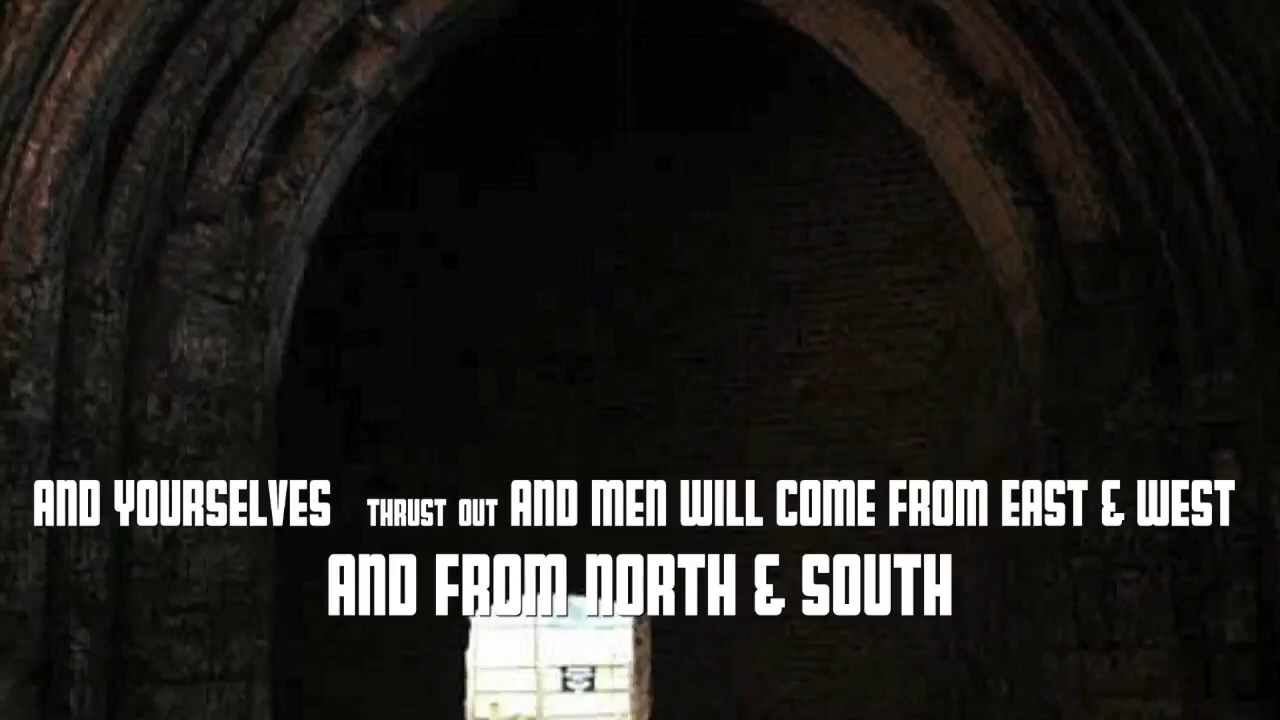 AND YOURSELVES THRUST OUT AND MEN WILL COME FROM EAST & WEST
AND FROM NORTH & SOUTH